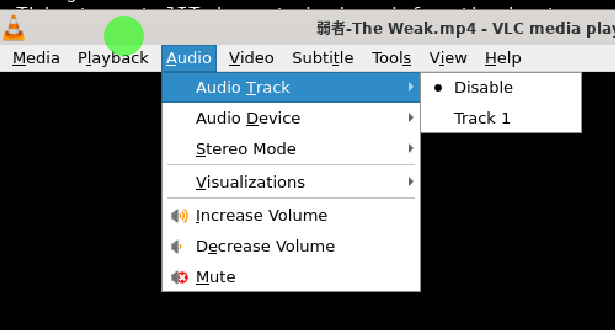 弱者-The Weak.mp4 - VLC media play
Media Playback Audio Video Subtitle Tools View Help
Audio Track
Disable
Audio Device
Track 1
Stereo Mode
Visualizations
Increase Volume
Decrease Volume
Mute